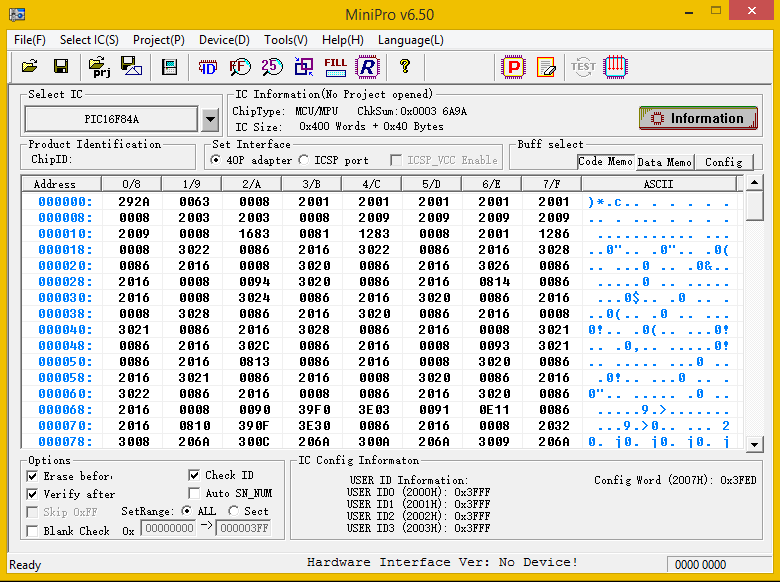 MiniPro v6.50
File(F) Select IC(S) Project(P) Device(D) Tools(V) Help(H) Language(L)
prj ID FF 25 FILL R ? P TEST
Select IC
PIC16F84A
IC Information(No Project opened)
ChipType: MCU/MPU ChkSum:0x0003 6A9A
IC Size: 0x400 Words + 0x40 Bytes
Information
Product Identification
ChipID:
Set Interface
40P adapter ICSP port ICSP_VCC Enable
Buff select
Code Memo Data Memo Config
Address 0/8 1/9 2/A 3/B 4/C 5/D 6/E 7/F ASCII
000000: 292A 0063 0008 2001 2001 2001 2001 2001 )*.c.. . . . . . .
000008: 0008 2003 2003 0008 2009 2009 2009 2009 .. . . .. . . . .
000010: 2009 0008 1683 0081 1283 0008 2001 1286 . .......... . ..
000018: 0008 3022 0086 2016 3022 0086 2016 3028 ..0".. .0".. .0(
000020: 0086 2016 0008 3020 0086 2016 3026 0086 .. ...0 .. .0&..
000028: 2016 0008 0094 3020 0086 2016 0814 0086 .....0 .. .....
000030: 2016 0008 3024 0086 2016 3020 0086 2016 ...0$.. .0 .. .
000038: 0008 3028 0086 2016 3020 0086 2016 0008 ..0(.. .0 .. ...
000040: 3021 0086 2016 3028 0086 2016 0008 3021 0!.. .0(.. ...0!
000048: 0086 2016 302C 0086 2016 0008 0093 3021 .. .0,.. .....0!
000050: 0086 2016 0813 0086 2016 0008 3020 0086 .. ..... ...0 ..
000058: 2016 3021 0086 2016 0008 3020 0086 2016 .0!.. ...0 .. .
000060: 3022 0086 2016 0008 0086 2016 3020 0086 0".. ..... .0 ..
000068: 2016 0008 0090 39F0 3E03 0091 0E11 0086 .....9.>.......
000070: 2016 0810 390F 3E30 0086 2016 0008 2032 ...9.>0.. ... 2
000078: 3008 206A 300C 206A 300A 206A 3009 206A 0. j0. j0. j0. j
Options
Erase befor
Check ID
Verify after
Auto SN_NUM
Skip 0xFF SetRange: ALL Sect
Blank Check 0x 00000000 -> 000003FF
IC Config Informaton
USER ID Information:
USER ID0 (2000H): 0x3FFF
USER ID1 (2001H): 0x3FFF
USER ID2 (2002H): 0x3FFF
USER ID3 (2003H): 0x3FFF
Config Word (2007H): 0x3FED
Ready
Hardware Interface Ver: No Device!
0000 0000